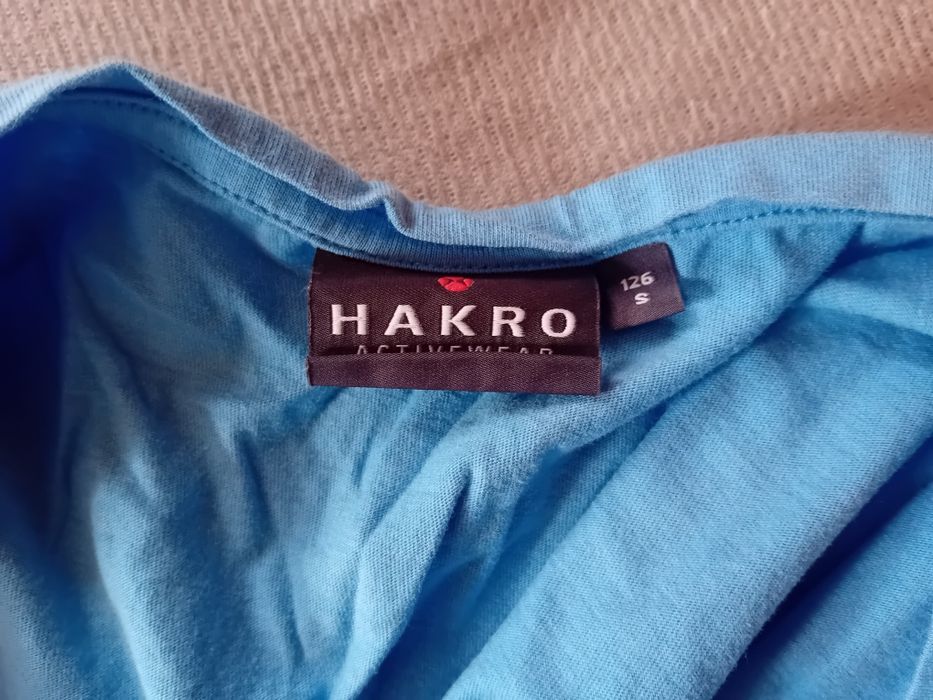 HAKRO
ACTIVEWEAR
126
S